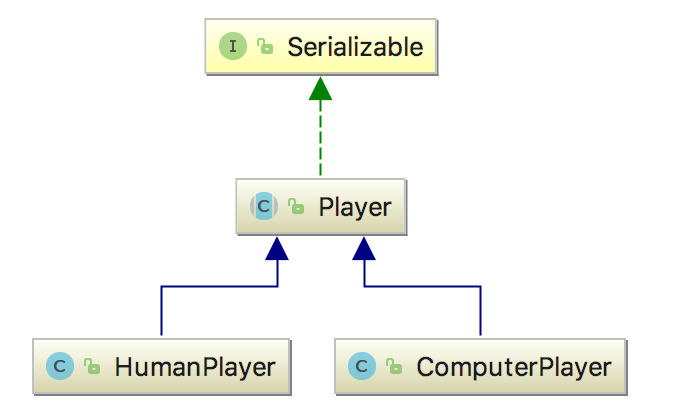 I Serializable
C Player
C HumanPlayer
C ComputerPlayer